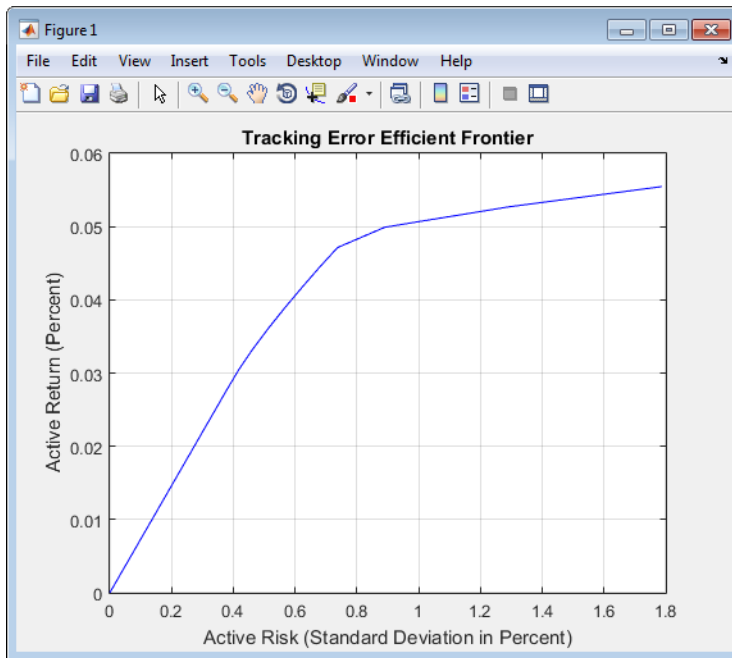 Figure 1
File Edit View Insert Tools Desktop Window Help
Tracking Error Efficient Frontier
0.06
0.05
0.04
0.03
0.02
0.01
0
Active Return (Percent)
0 0.2 0.4 0.6 0.8 1 1.2 1.4 1.6 1.8
Active Risk (Standard Deviation in Percent)